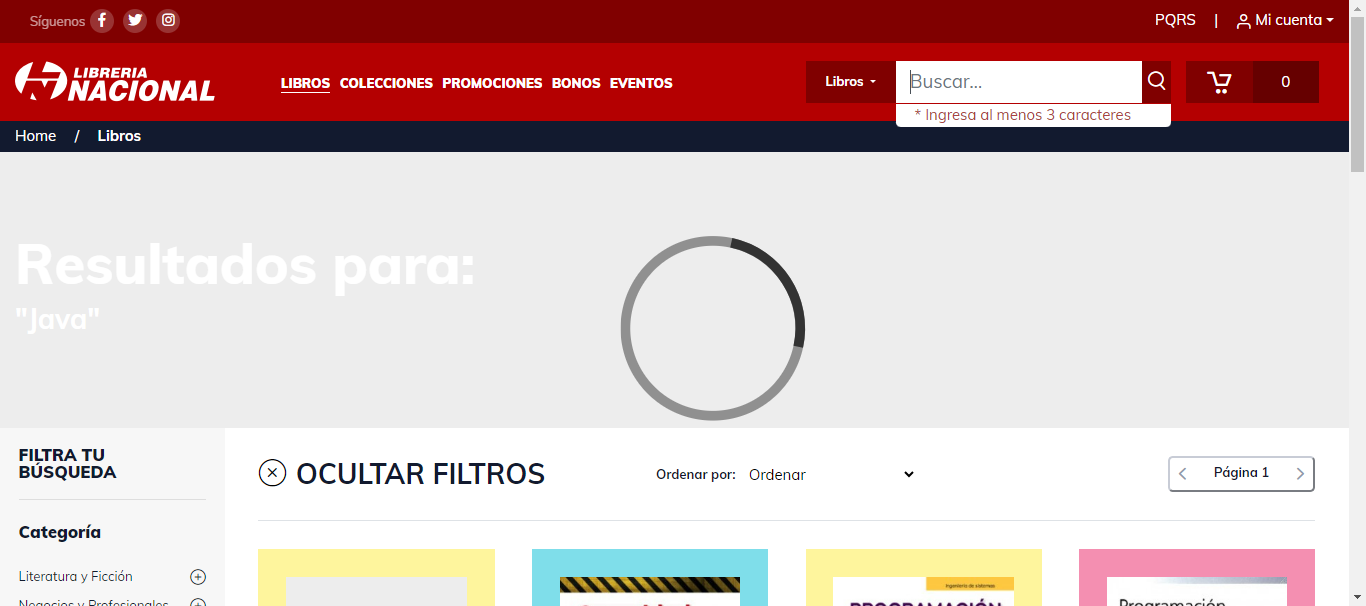 Síguenos
PQRS | Mi cuenta
LIBRERIA
NACIONAL
LIBROS COLECCIONES PROMOCIONES BONOS EVENTOS
Libros
Buscar...
0
* Ingresa al menos 3 caracteres
Home / Libros
Resultados para:
"Java"
FILTRA TU
BÚSQUEDA
OCULTAR FILTROS
Ordenar por: Ordenar
Página 1
Categoría
Literatura y Ficción
Negocios y Profesionales
Ingeniería de sistemas
PROGRAMACIÓN
Programación